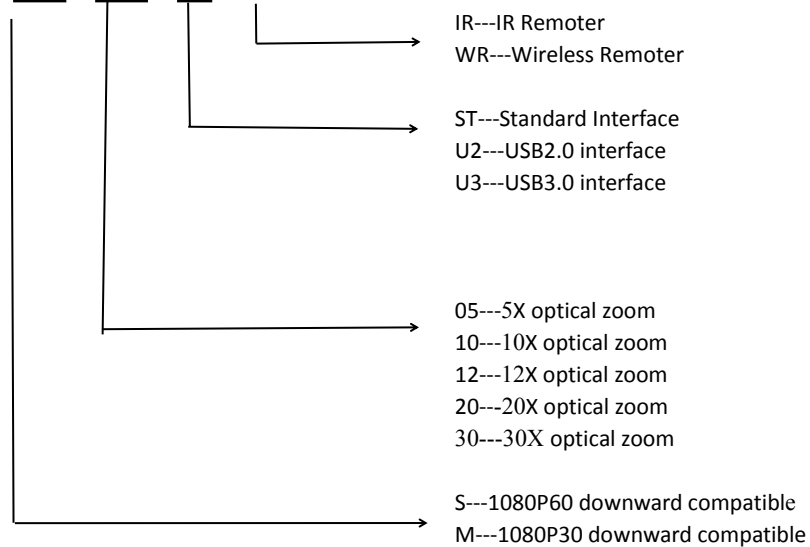 IR---IR Remoter
WR---Wireless Remoter
ST---Standard Interface
U2---USB2.0 interface
U3---USB3.0 interface
05---5X optical zoom
10---10X optical zoom
12---12X optical zoom
20---20X optical zoom
30---30X optical zoom
S---1080P60 downward compatible
M---1080P30 downward compatible